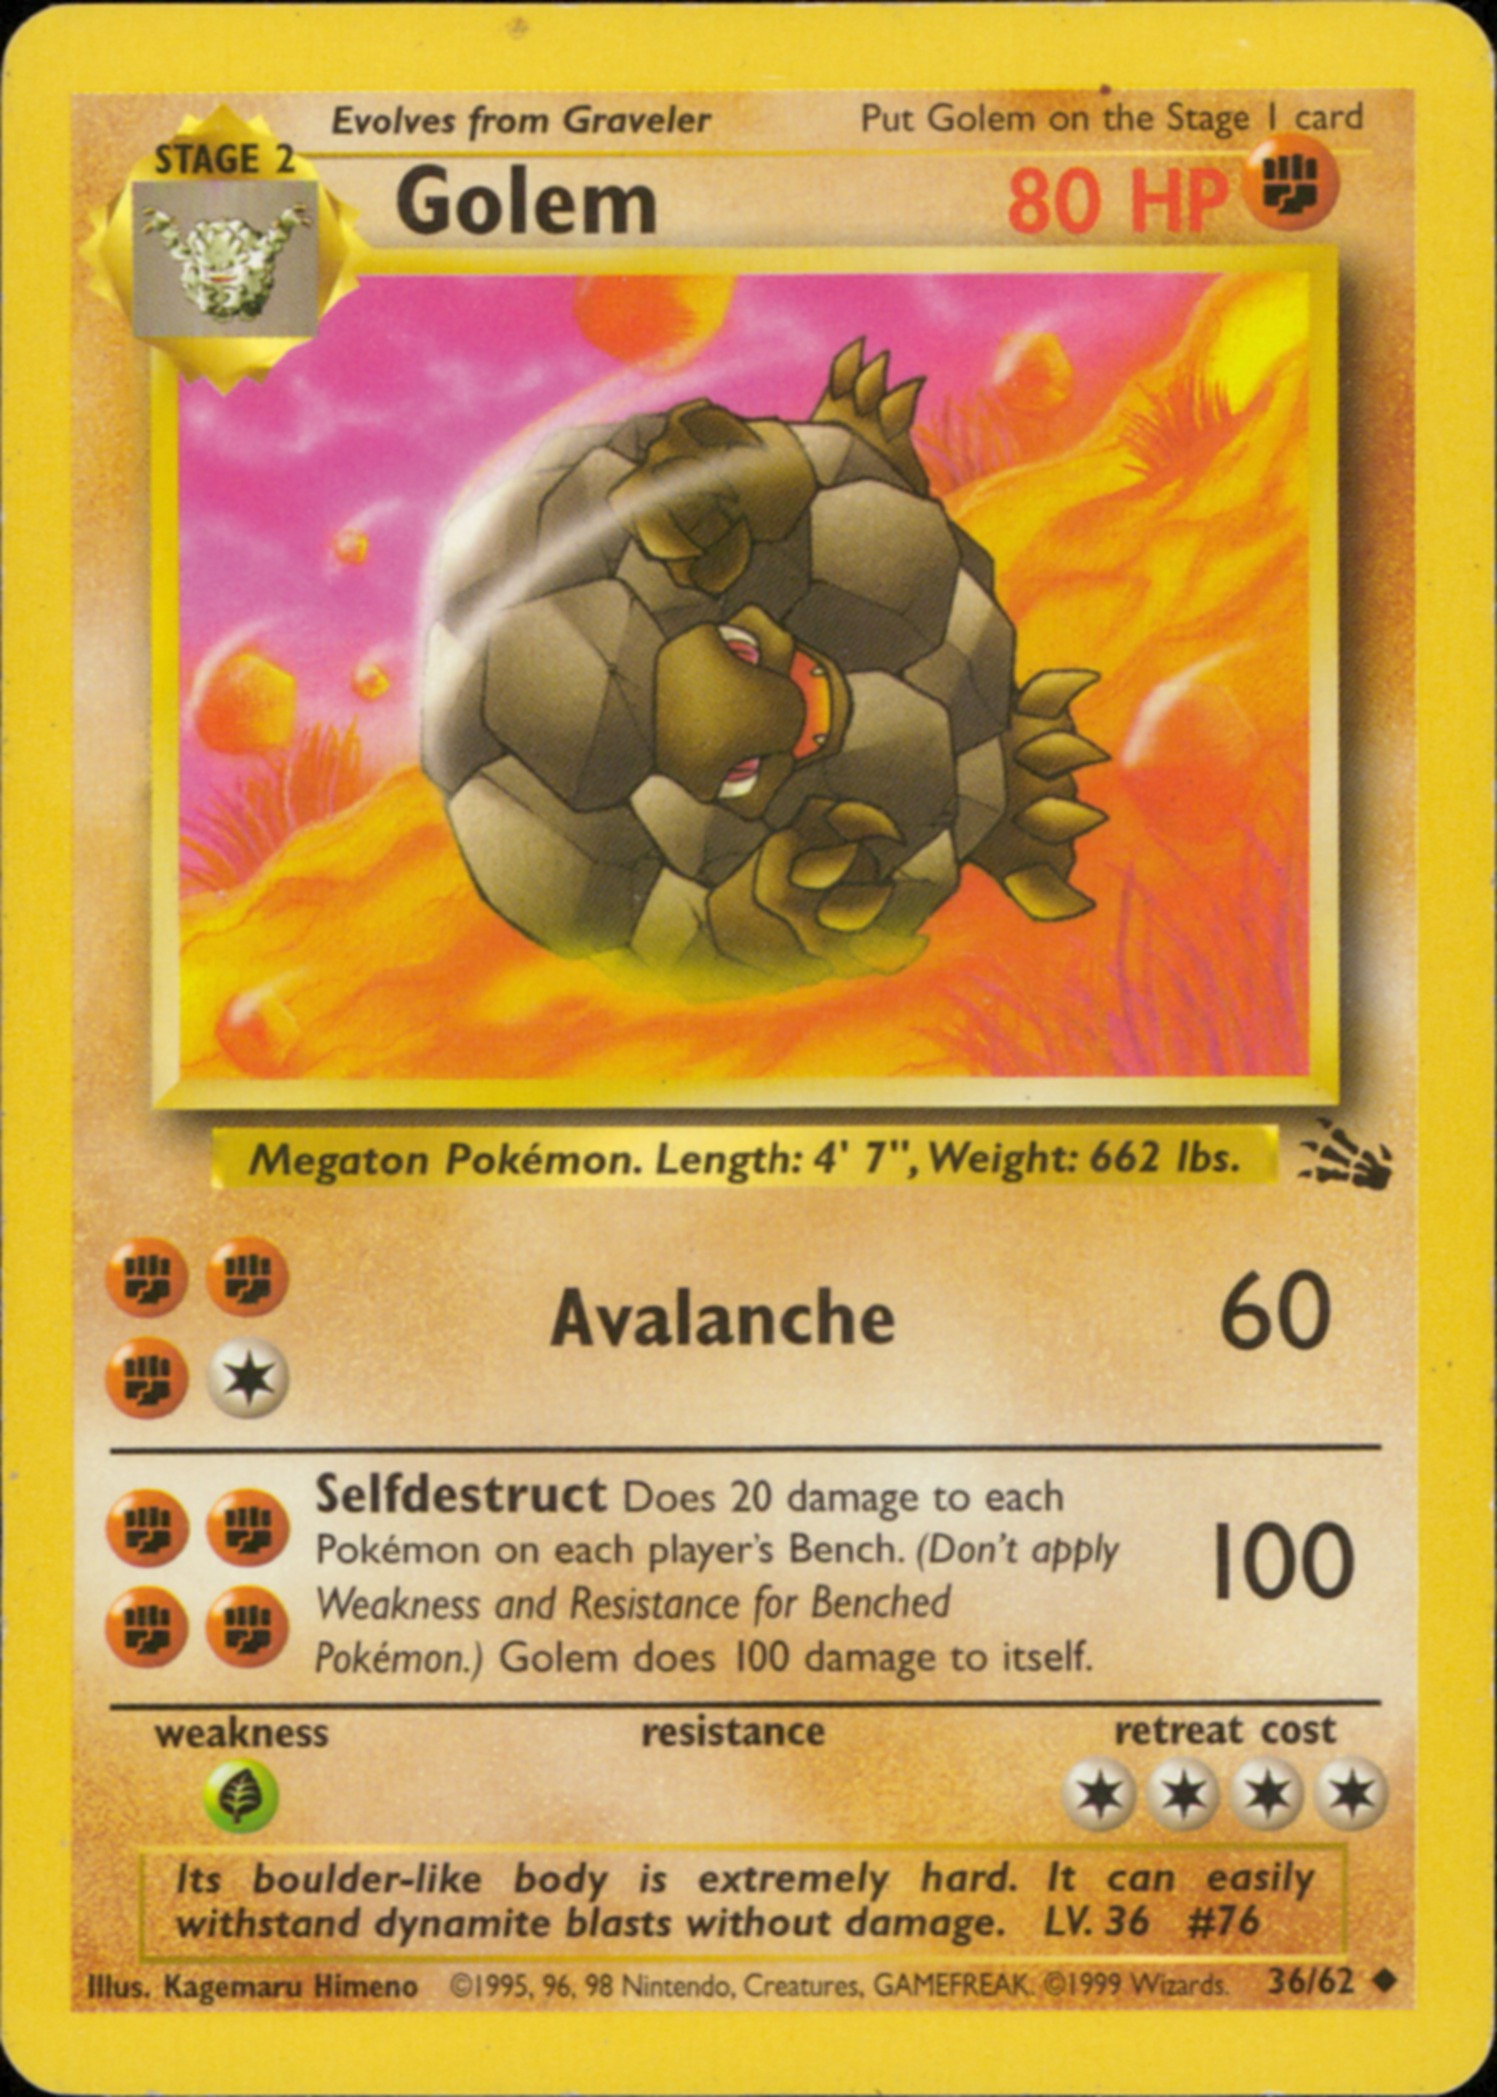 Evolves from Graveler
Put Golem on the Stage 1 card
STAGE 2
Golem
80 HP
Megaton Pokémon. Length: 4' 7", Weight: 662 lbs.
Avalanche
60
Selfdestruct Does 20 damage to each
Pokémon on each player's Bench. (Don't apply
Weakness and Resistance for Benched
Pokémon.) Golem does 100 damage to itself.
100
weakness
resistance
retreat cost
Its boulder-like body is extremely hard. It can easily
withstand dynamite blasts without damage. LV. 36 #76
Illus. Kagemaru Himeno ©1995, 96, 98 Nintendo, Creatures, GAMEFREAK. ©1999 Wizards. 36/62